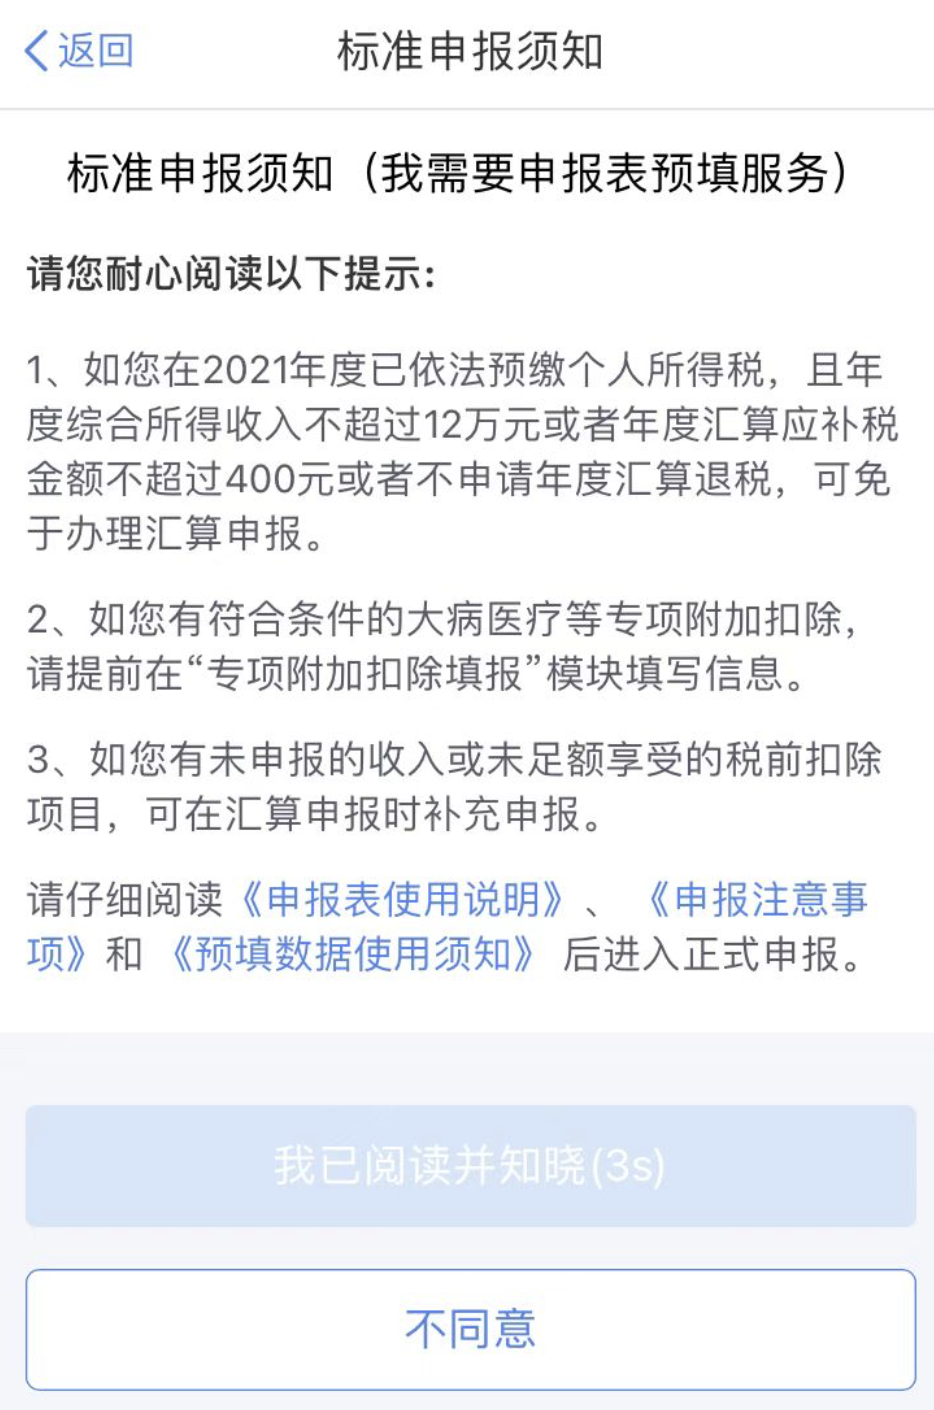 返回
标准申报须知
标准申报须知（我需要申报表预填服务）
请您耐心阅读以下提示：
1、如您在2021年度已依法预缴个人所得税，且年
度综合所得收入不超过12万元或者年度汇算应补税
金额不超过400元或者不申请年度汇算退税，可免
于办理汇算申报。
2、如您有符合条件的大病医疗等专项附加扣除，
请提前在“专项附加扣除填报”模块填写信息。
3、如您有未申报的收入或未足额享受的税前扣除
项目，可在汇算申报时补充申报。
请仔细阅读《申报表使用说明》、《申报注意事
项》和《预填数据使用须知》后进入正式申报。
我已阅读并知晓(3s)
不同意